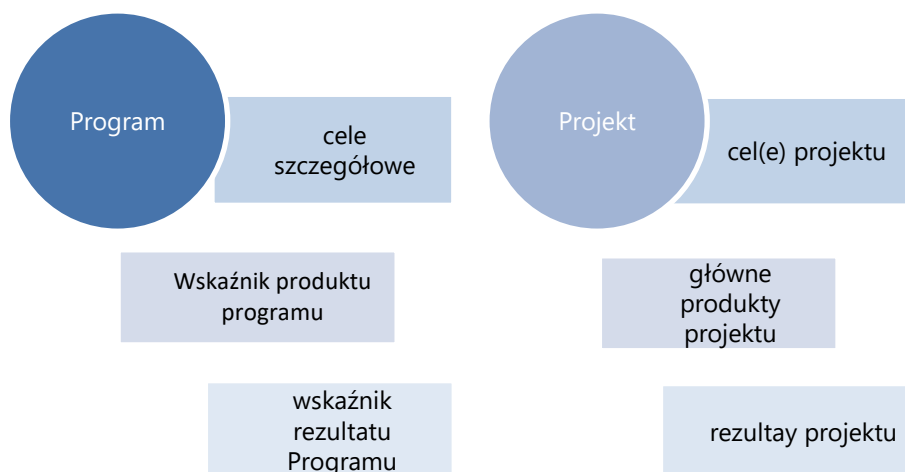 Program
cele
szczegółowe
Wskaźnik produktu
programu
wskaźnik
rezultatu
Programu
Projekt
cel(e) projektu
główne
produkty
projektu
rezultay projektu